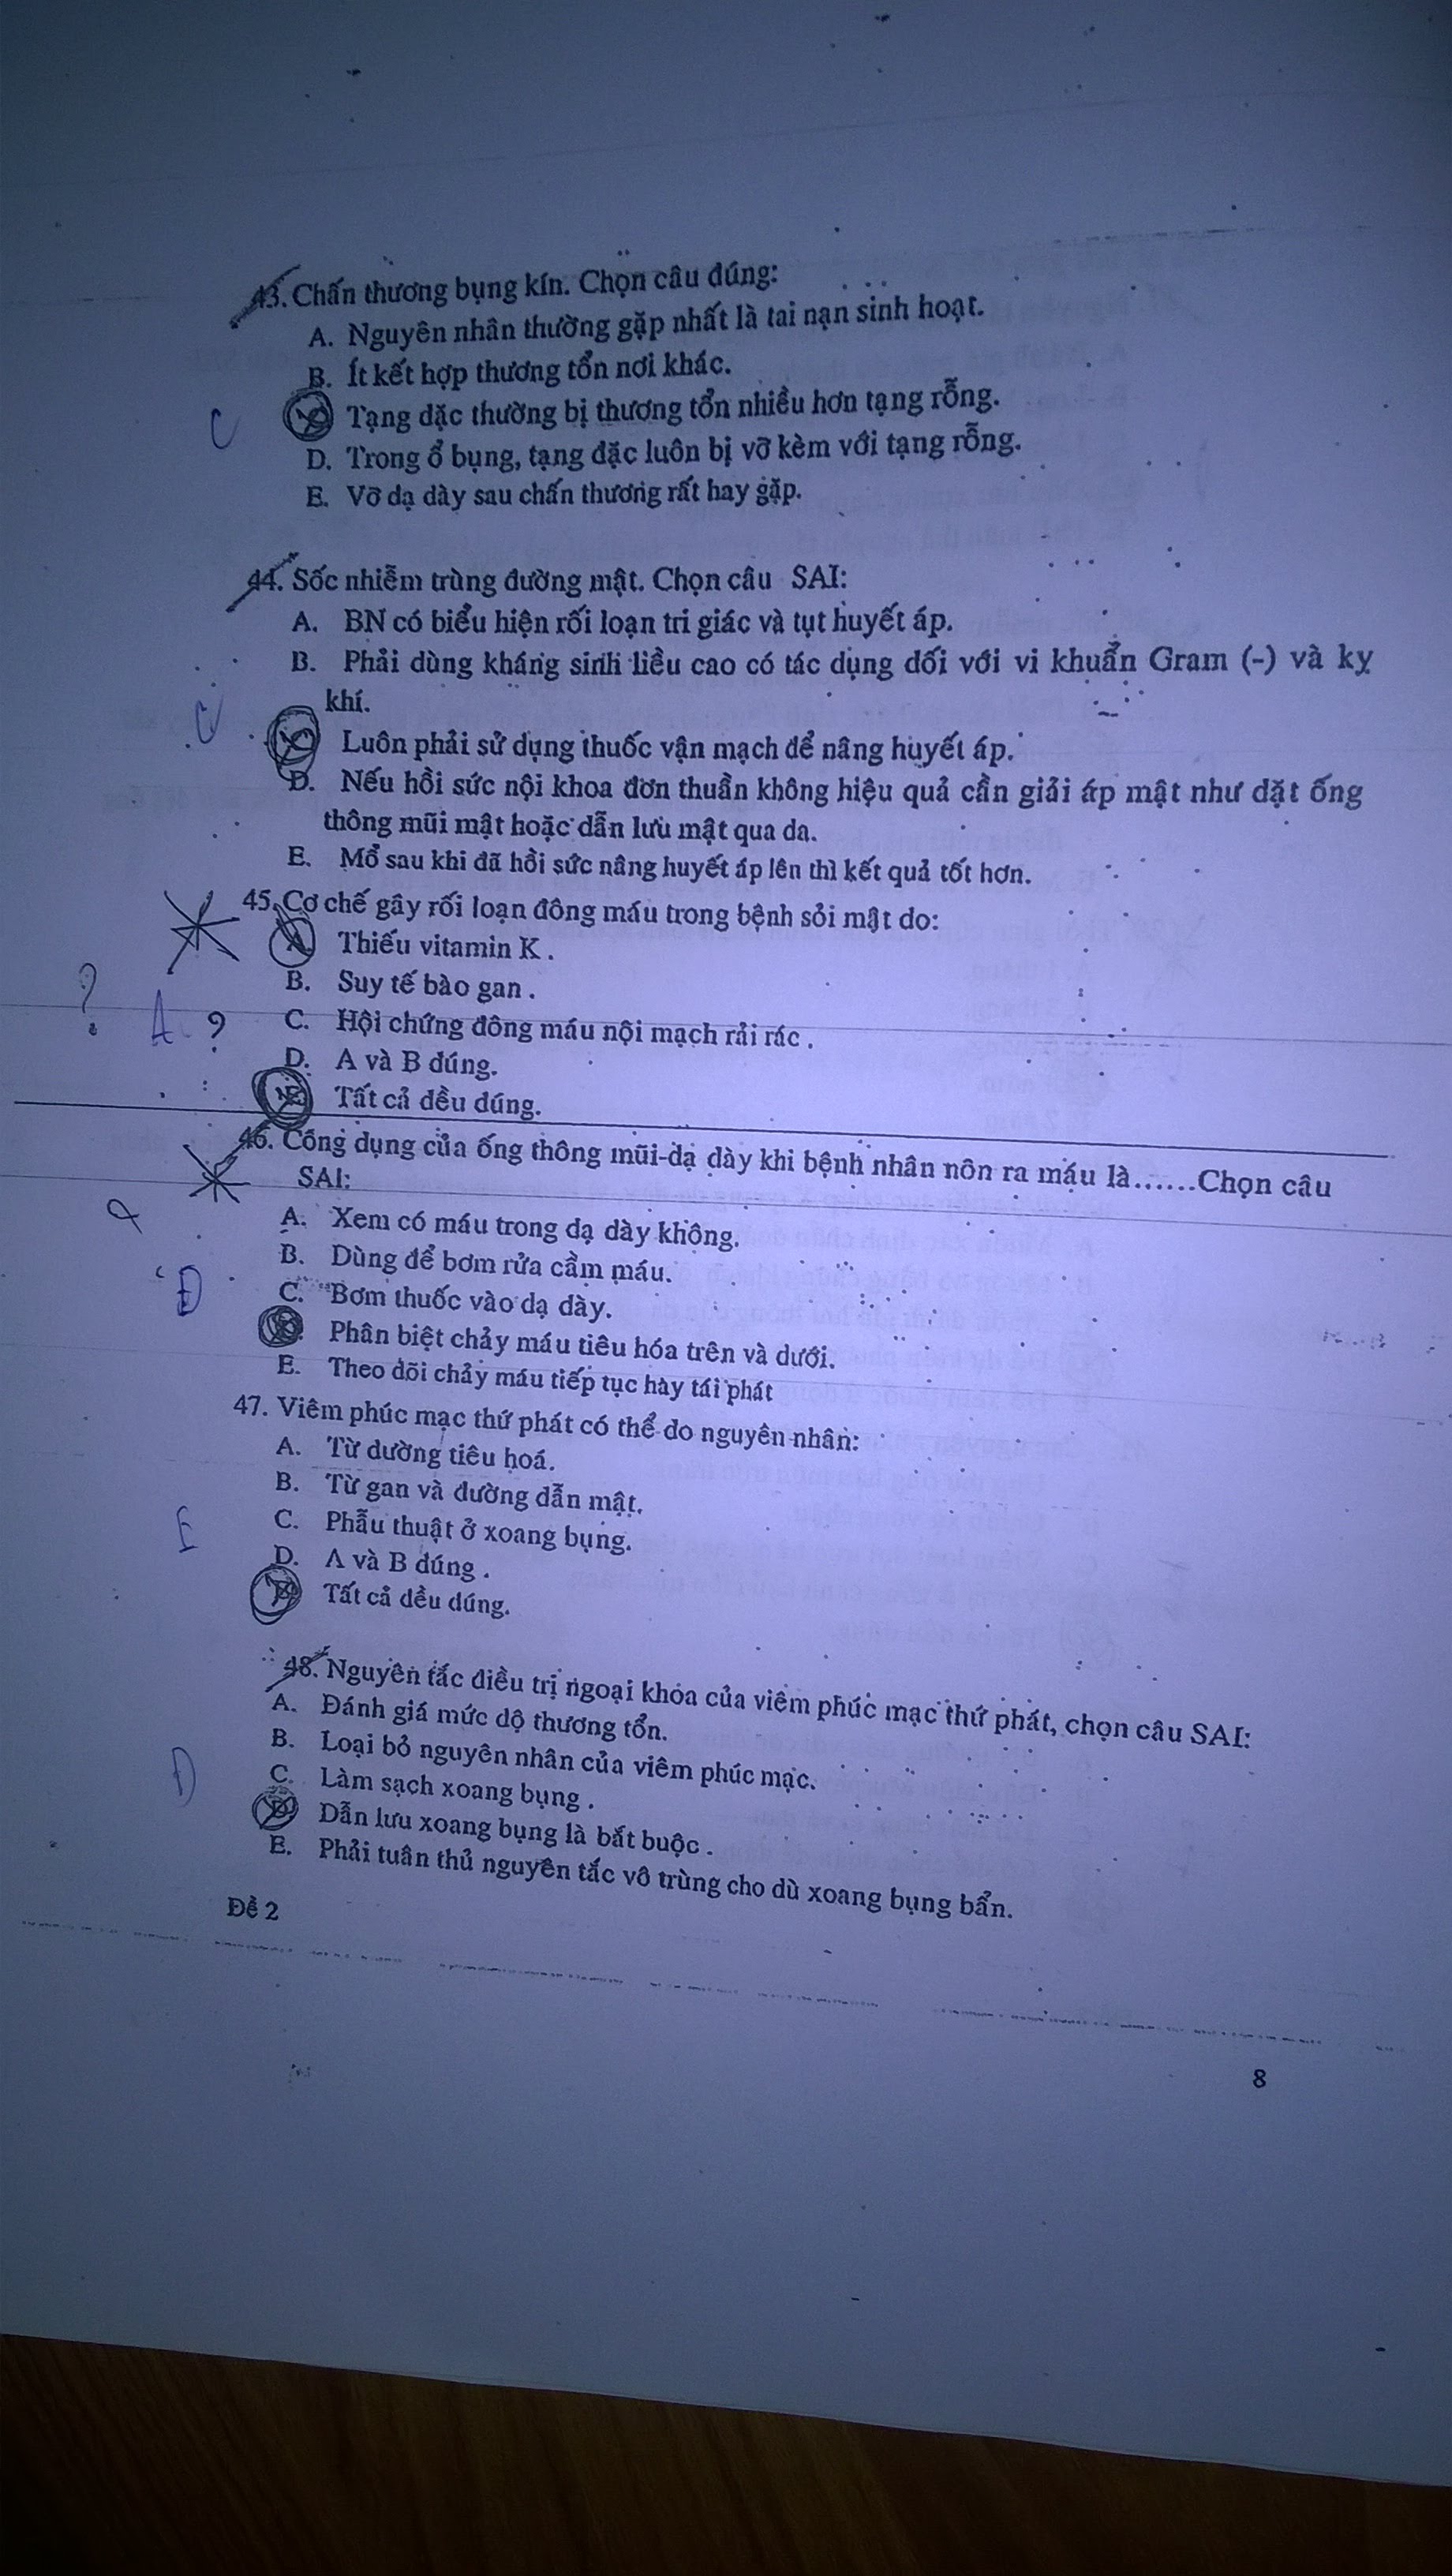 43. Chấn thương bụng kín. Chọn câu đúng:
A. Nguyên nhân thường gặp nhất là tai nạn sinh hoạt.
B. Ít kết hợp thương tổn nơi khác.
C Tạng đặc thường bị thương tổn nhiều hơn tạng rỗng.
D. Trong ổ bụng, tạng đặc luôn bị vỡ kèm với tạng rỗng.
E. Vỡ dạ dày sau chấn thương rất hay gặp.
44. Sốc nhiễm trùng đường mật. Chọn câu SAI:
A. BN có biểu hiện rối loạn tri giác và tụt huyết áp.
B. Phải dùng kháng sinh liều cao có tác dụng đối với vi khuẩn Gram (-) và kỵ
khí.
C Luôn phải sử dụng thuốc vận mạch để nâng huyết áp.
D. Nếu hồi sức nội khoa đơn thuần không hiệu quả cần giải áp mật như đặt ống
thông mũi mật hoặc dẫn lưu mật qua da.
E. Mổ sau khi đã hồi sức nâng huyết áp lên thì kết quả tốt hơn.
45. Cơ chế gây rối loạn đông máu trong bệnh sỏi mật do:
A. Thiếu vitamin K .
B. Suy tế bào gan .
? A ? C. Hội chứng đông máu nội mạch rải rác .
D. A và B đúng.
E Tất cả đều đúng.
46. Công dụng của ống thông mũi-dạ dày khi bệnh nhân nôn ra máu là……Chọn câu
SAI:
A. Xem có máu trong dạ dày không.
B. Dùng để bơm rửa cầm máu.
Đ C. Bơm thuốc vào dạ dày.
D. Phân biệt chảy máu tiêu hóa trên và dưới.
E. Theo dõi chảy máu tiếp tục hay tái phát
47. Viêm phúc mạc thứ phát có thể do nguyên nhân:
A. Từ đường tiêu hoá.
B. Từ gan và đường dẫn mật.
E C. Phẫu thuật ở xoang bụng.
D. A và B đúng .
E Tất cả đều đúng.
48. Nguyên tắc điều trị ngoại khoa của viêm phúc mạc thứ phát, chọn câu SAI:
A. Đánh giá mức độ thương tổn.
B. Loại bỏ nguyên nhân của viêm phúc mạc.
Đ C. Làm sạch xoang bụng .
D Dẫn lưu xoang bụng là bắt buộc .
E. Phải tuân thủ nguyên tắc vô trùng cho dù xoang bụng bẩn.
Đề 2
8